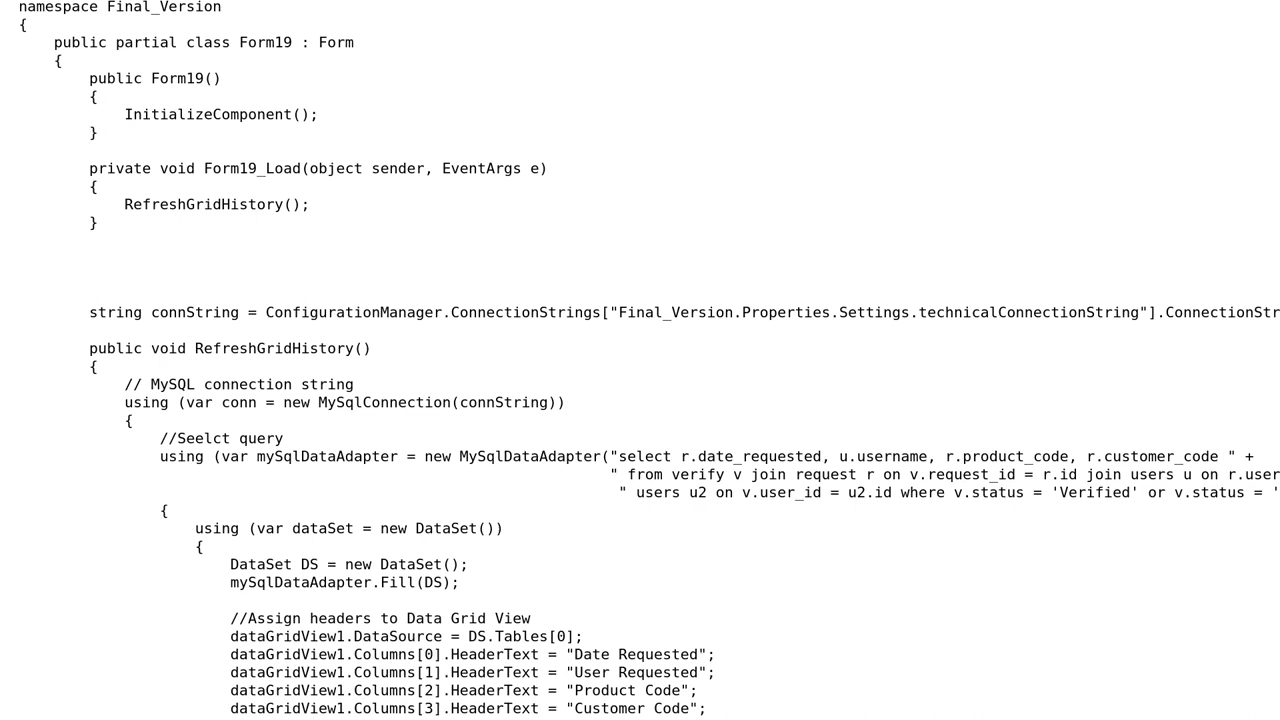 namespace Final_Version
{
    public partial class Form19 : Form
    {
        public Form19()
        {
            InitializeComponent();
        }

        private void Form19_Load(object sender, EventArgs e)
        {
            RefreshGridHistory();
        }

        string connString = ConfigurationManager.ConnectionStrings["Final_Version.Properties.Settings.technicalConnectionString"].ConnectionStr

        public void RefreshGridHistory()
        {
            // MySQL connection string
            using (var conn = new MySqlConnection(connString))
            {
                //Seelct query
                using (var mySqlDataAdapter = new MySqlDataAdapter("select r.date_requested, u.username, r.product_code, r.customer_code " +
                                                                   " from verify v join request r on v.request_id = r.id join users u on r.user
                                                                    " users u2 on v.user_id = u2.id where v.status = 'Verified' or v.status = '
                {
                    using (var dataSet = new DataSet())
                    {
                        DataSet DS = new DataSet();
                        mySqlDataAdapter.Fill(DS);

                        //Assign headers to Data Grid View
                        dataGridView1.DataSource = DS.Tables[0];
                        dataGridView1.Columns[0].HeaderText = "Date Requested";
                        dataGridView1.Columns[1].HeaderText = "User Requested";
                        dataGridView1.Columns[2].HeaderText = "Product Code";
                        dataGridView1.Columns[3].HeaderText = "Customer Code";